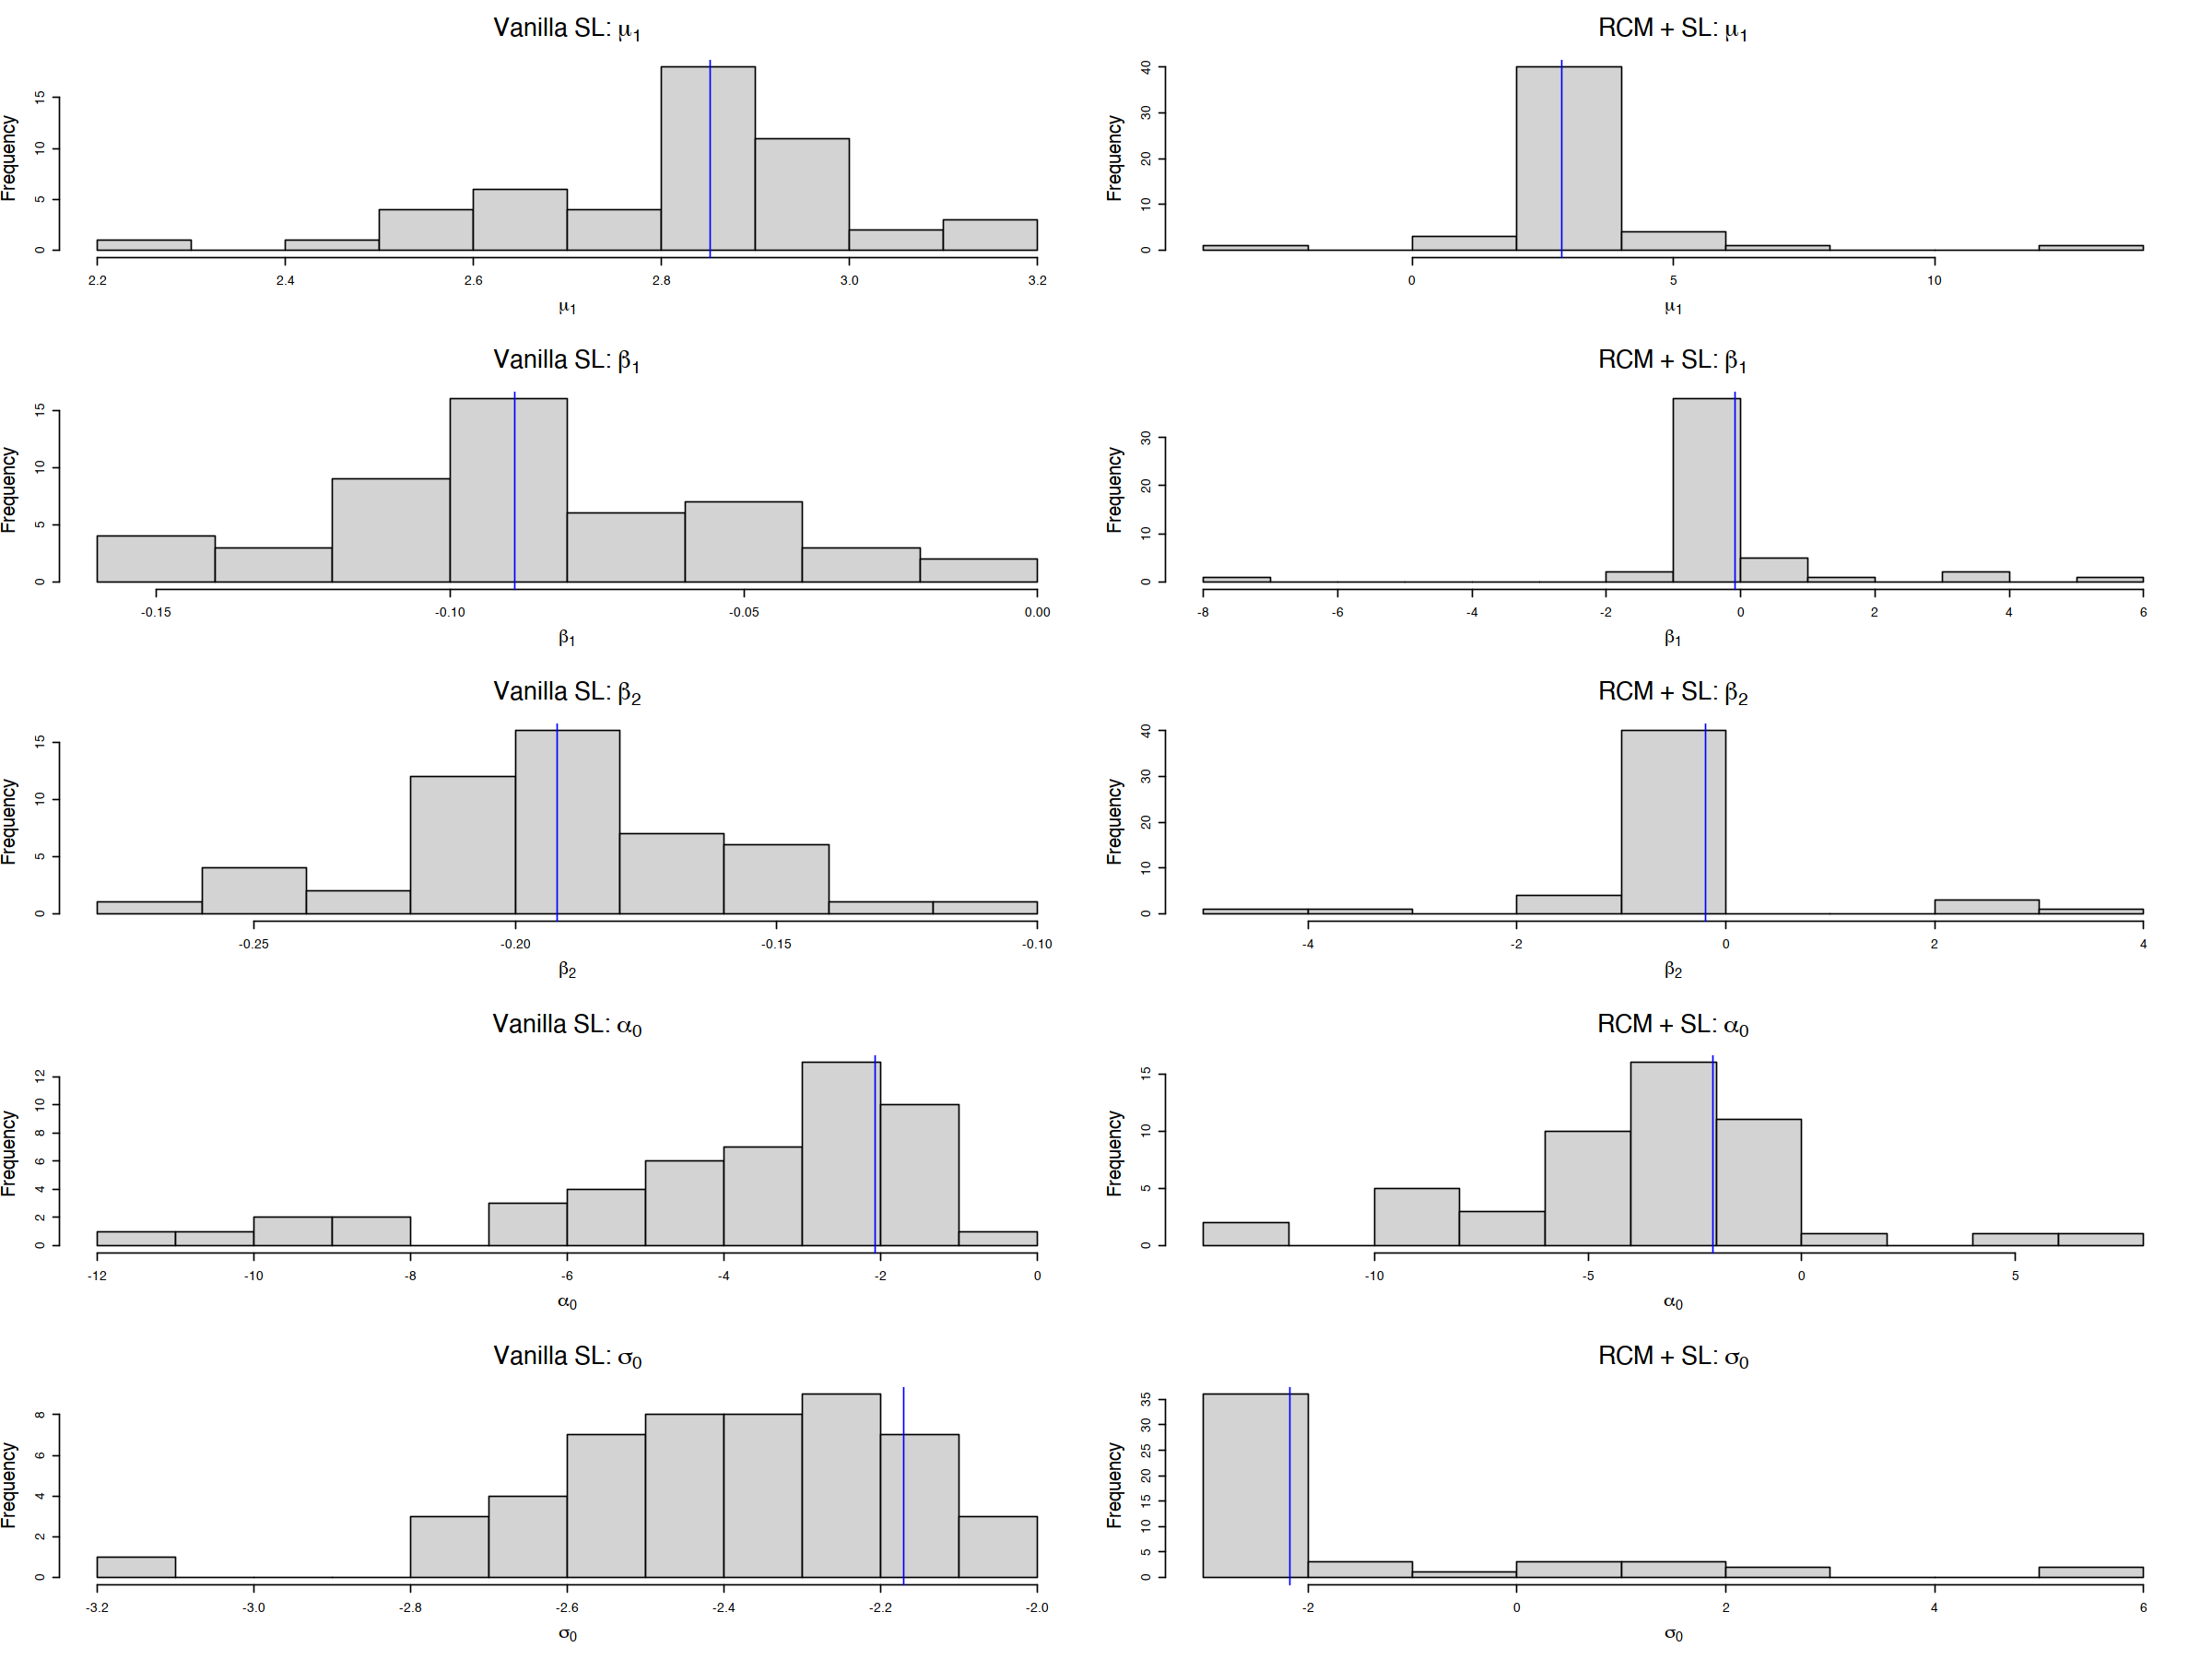 Vanilla SL: μ1
Frequency
0 5 10 15
2.2 2.4 2.6 2.8 3.0 3.2
μ1
RCM + SL: μ1
Frequency
0 10 20 30 40
0 5 10
μ1
Vanilla SL: β1
Frequency
0 5 10 15
-0.15 -0.10 -0.05 0.00
β1
RCM + SL: β1
Frequency
0 10 20 30
-8 -6 -4 -2 0 2 4 6
β1
Vanilla SL: β2
Frequency
0 5 10 15
-0.25 -0.20 -0.15 -0.10
β2
RCM + SL: β2
Frequency
0 10 20 30 40
-4 -2 0 2 4
β2
Vanilla SL: α0
Frequency
0 2 4 6 8 10 12
-12 -10 -8 -6 -4 -2 0
α0
RCM + SL: α0
Frequency
0 5 10 15
-10 -5 0 5
α0
Vanilla SL: σ0
Frequency
0 2 4 6 8
-3.2 -3.0 -2.8 -2.6 -2.4 -2.2 -2.0
σ0
RCM + SL: σ0
Frequency
0 5 10 15 20 25 30 35
-2 0 2 4 6
σ0